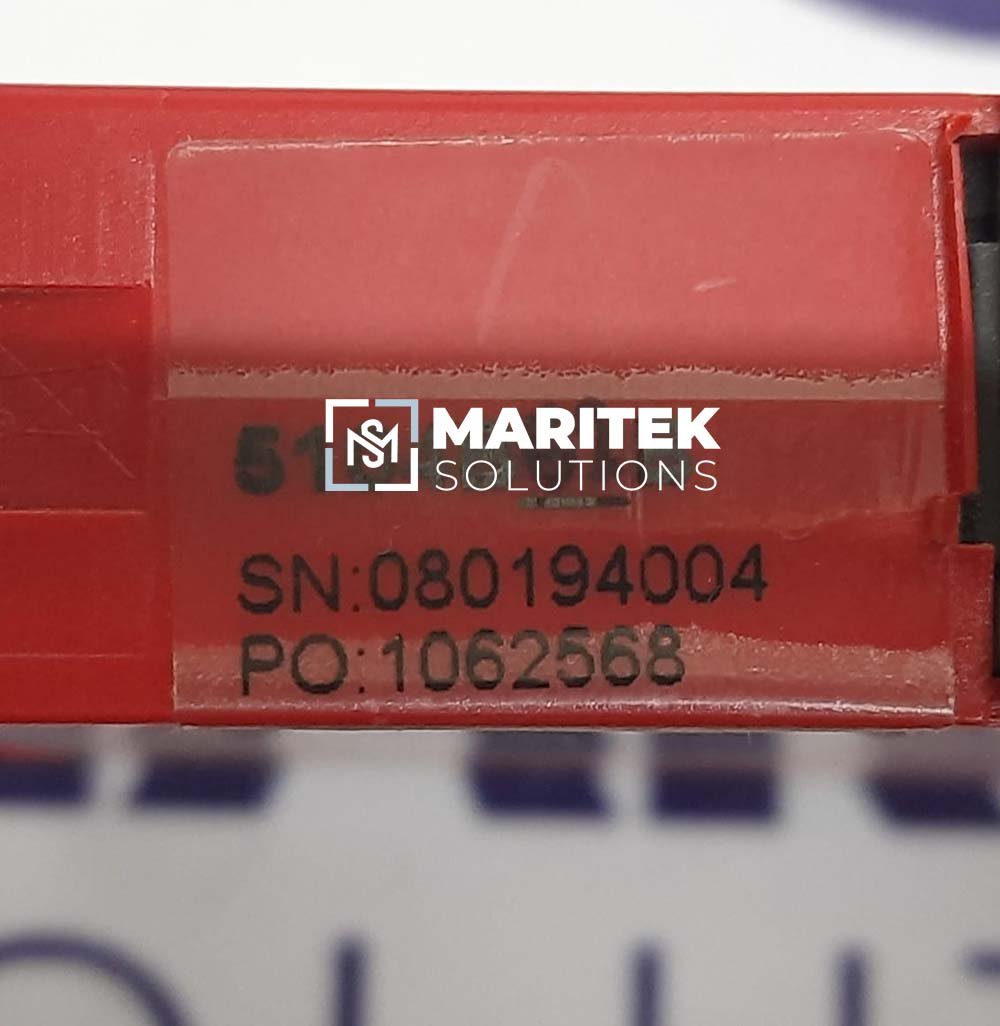 MARITEK
SOLUTIONS
SN:080194004
PO:1062568